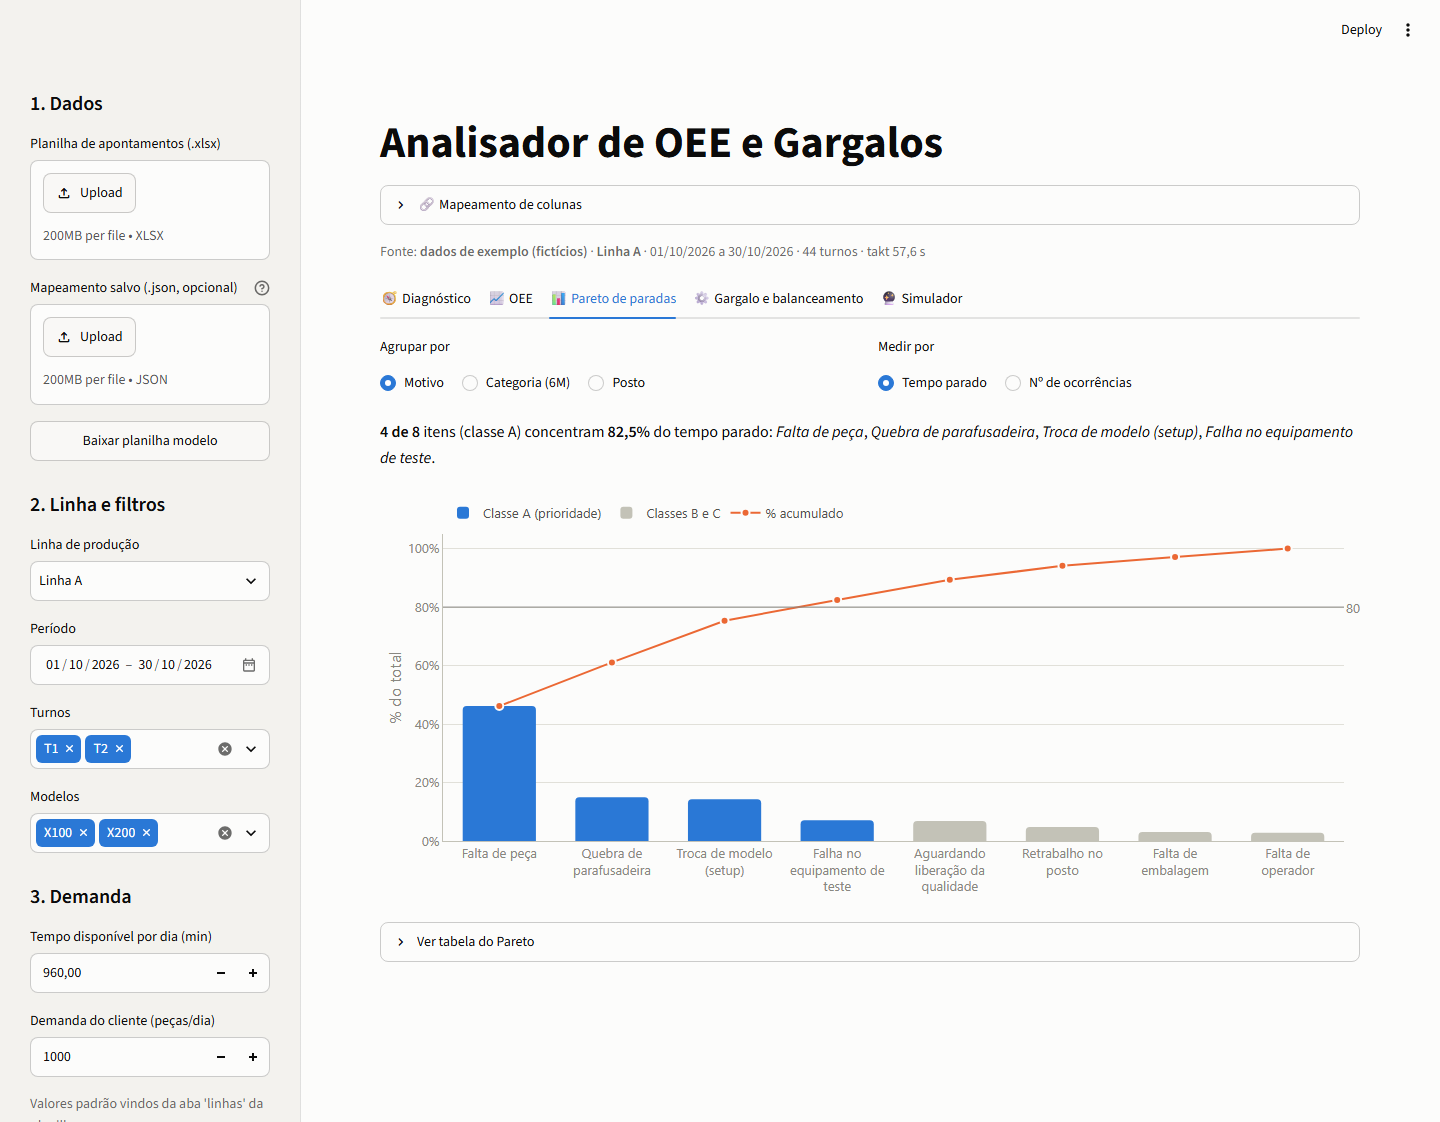 Deploy
1. Dados
Planilha de apontamentos (.xlsx)
Upload
200MB per file • XLSX
Mapeamento salvo (.json, opcional)
Upload
200MB per file • JSON
Baixar planilha modelo
2. Linha e filtros
Linha de produção
Linha A
Período
01/10/2026 – 30/10/2026
Turnos
T1 T2
Modelos
X100 X200
3. Demanda
Tempo disponível por dia (min)
960,00
Demanda do cliente (peças/dia)
1000
Valores padrão vindos da aba 'linhas' da
Analisador de OEE e Gargalos
Mapeamento de colunas
Fonte: dados de exemplo (fictícios) · Linha A · 01/10/2026 a 30/10/2026 · 44 turnos · takt 57,6 s
Diagnóstico OEE Pareto de paradas Gargalo e balanceamento Simulador
Agrupar por
Motivo Categoria (6M) Posto
Medir por
Tempo parado Nº de ocorrências
4 de 8 itens (classe A) concentram 82,5% do tempo parado: Falta de peça, Quebra de parafusadeira, Troca de modelo (setup), Falha no equipamento
de teste.
Classe A (prioridade) Classes B e C % acumulado
% do total
100%
80%
80
60%
40%
20%
0%
Falta de peça
Quebra de
parafusadeira
Troca de modelo
(setup)
Falha no
equipamento de
teste
Aguardando
liberação da
qualidade
Retrabalho no
posto
Falta de
embalagem
Falta de
operador
Ver tabela do Pareto